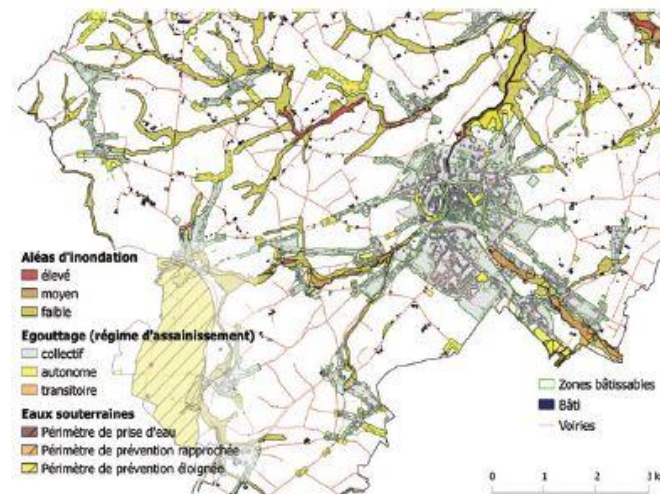 Aléas d'inondation
élevé
moyen
faible
Egouttage (régime d'assainissement)
collectif
autonome
transitoire
Eaux souterraines
Périmètre de prise d'eau
Périmètre de prévention rapprochée
Périmètre de prévention éloignée
Zones bâtissables
Bâti
Voiries
0 1 2 3 k